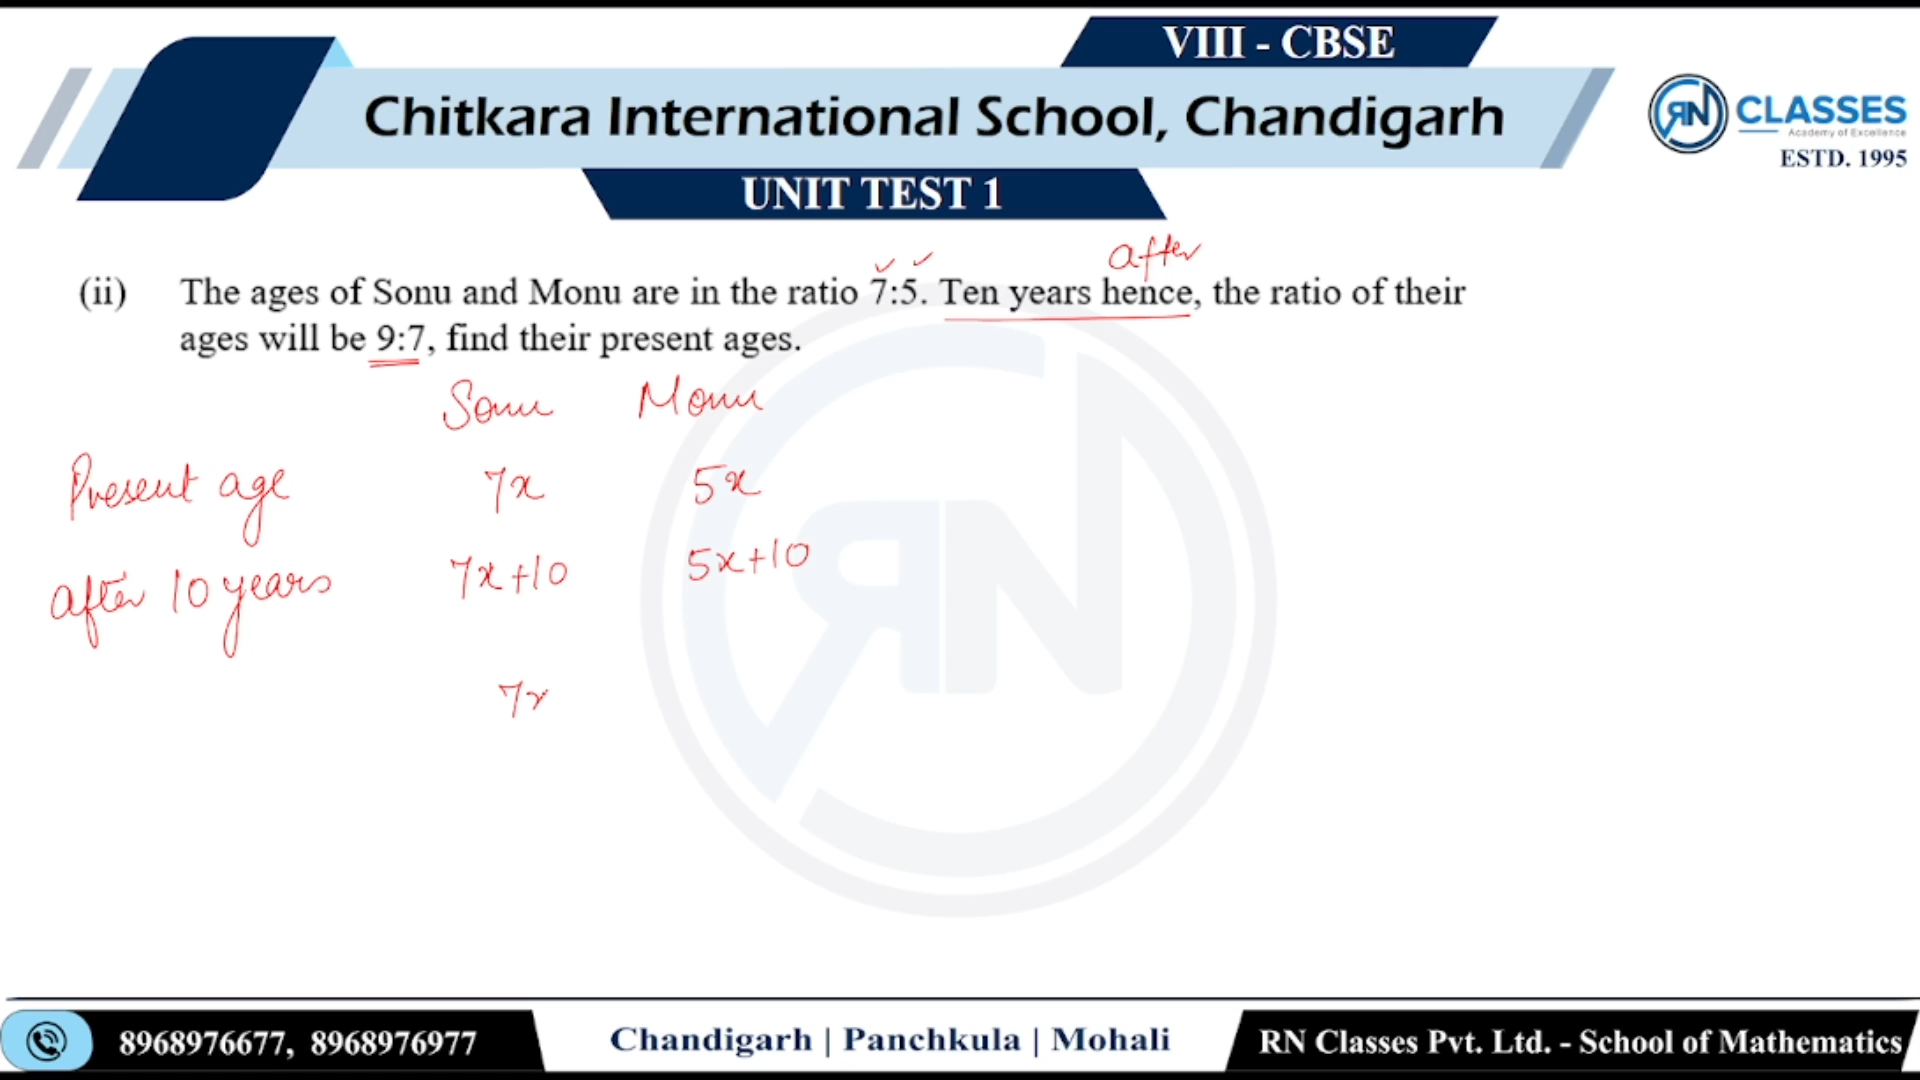 VIII - CBSE
Chitkara International School, Chandigarh
RN CLASSES
Academy of Excellence
ESTD. 1995
UNIT TEST 1
after
(ii) The ages of Sonu and Monu are in the ratio 7:5. Ten years hence, the ratio of their
ages will be 9:7, find their present ages.
Sonu Monu
Present age 7x 5x
after 10 years 7x+10 5x+10
7x
RN
8968976677, 8968976977
Chandigarh | Panchkula | Mohali
RN Classes Pvt. Ltd. - School of Mathematics